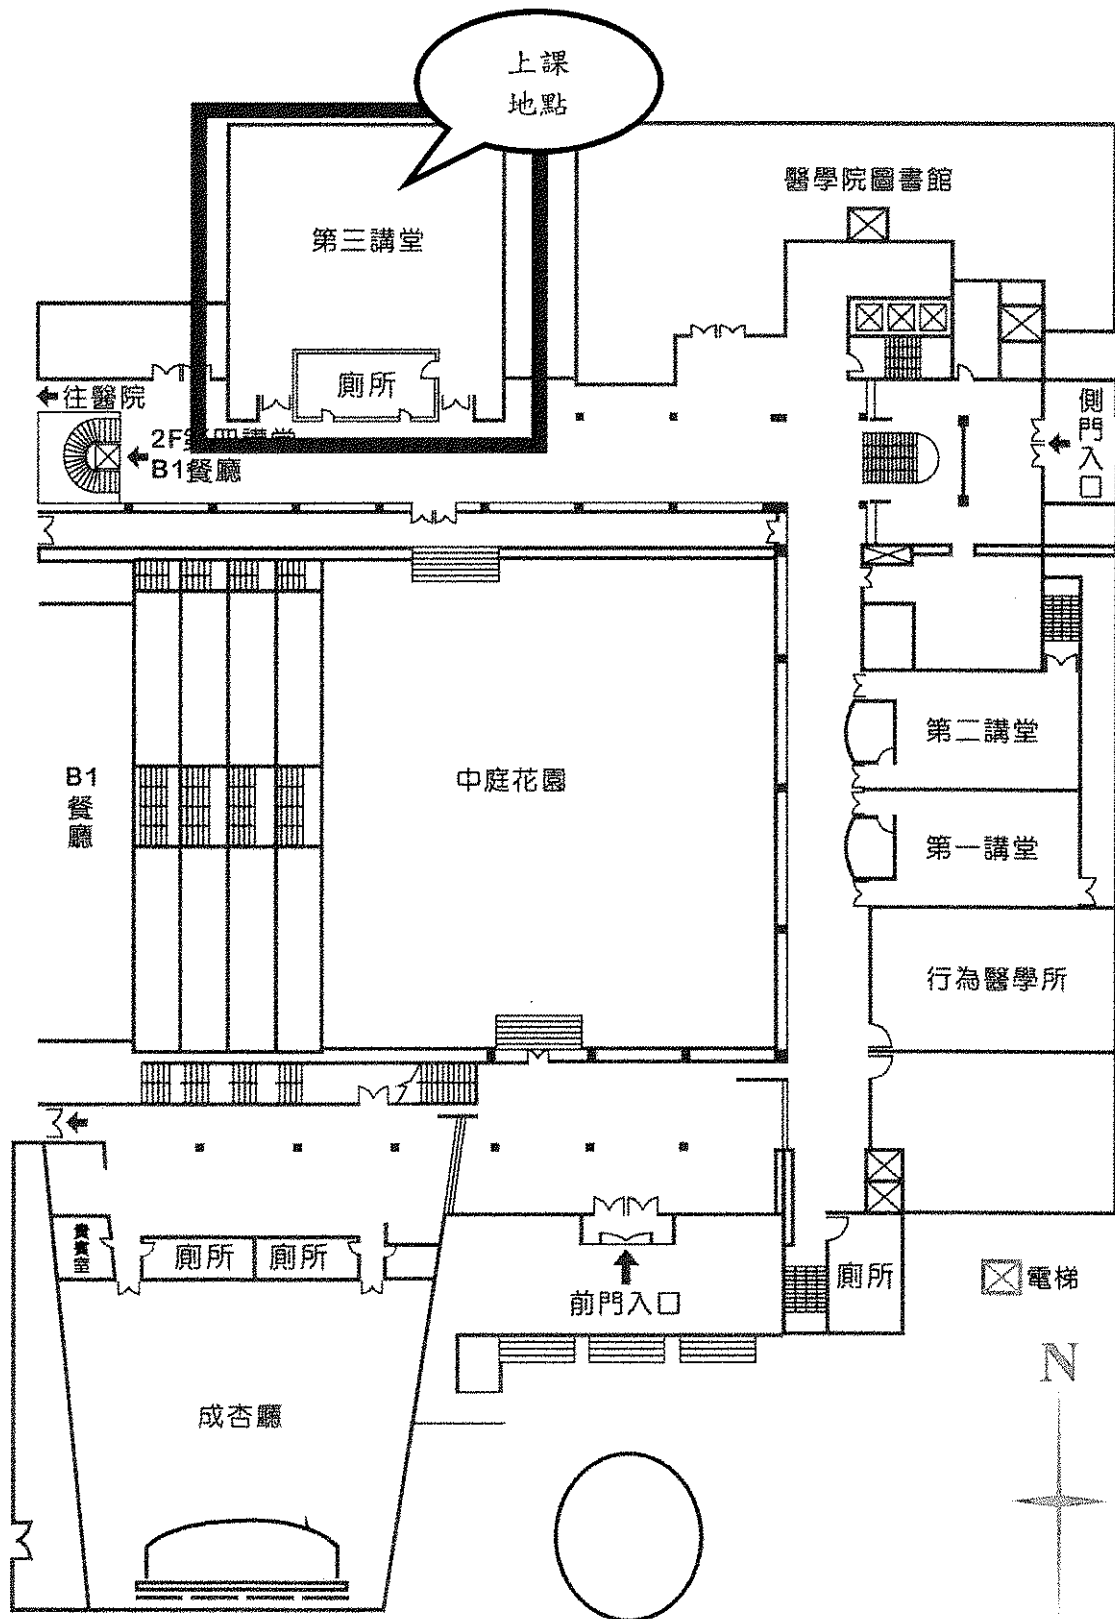 上課
地點
醫學院圖書館
第三講堂
廁所
往醫院
側門入口
2F第四講堂
B1餐廳
第二講堂
B1
餐廳
中庭花園
第一講堂
行為醫學所
貴賓室
廁所
廁所
廁所
電梯
前門入口
N
成杏廳